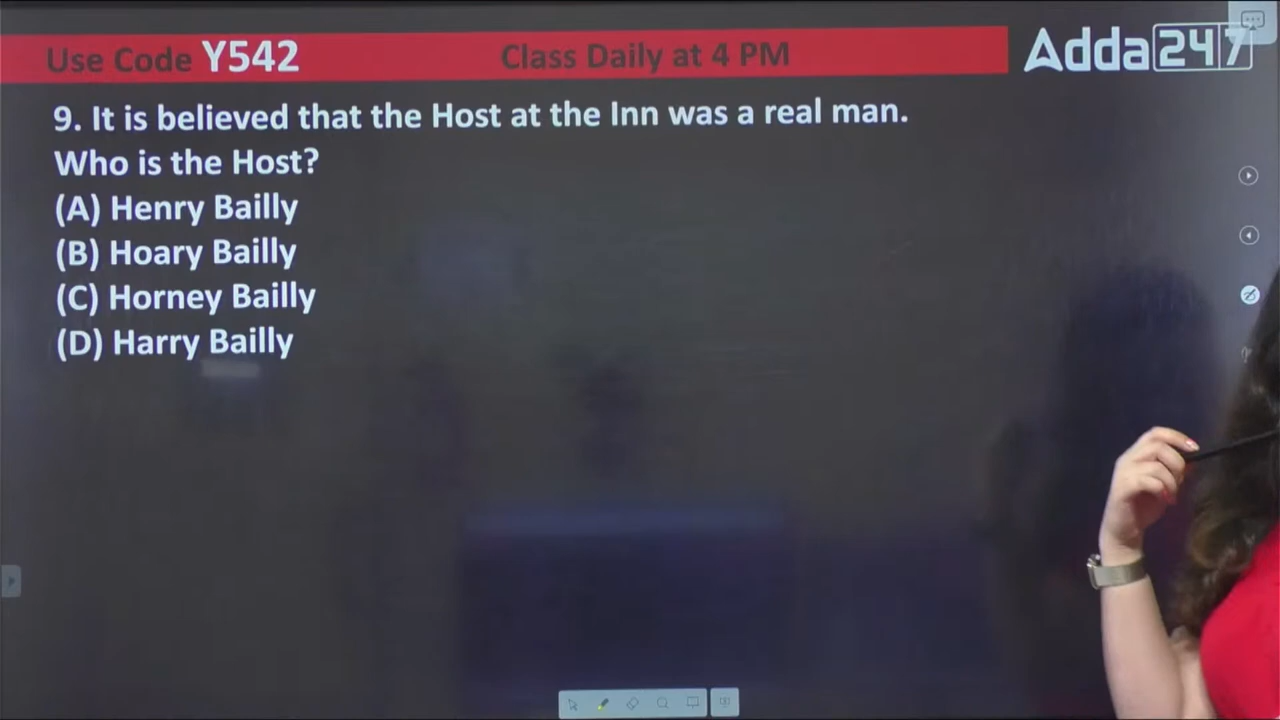 Use Code Y542 Class Daily at 4 PM Adda247
9. It is believed that the Host at the Inn was a real man.
Who is the Host?
(A) Henry Bailly
(B) Hoary Bailly
(C) Horney Bailly
(D) Harry Bailly